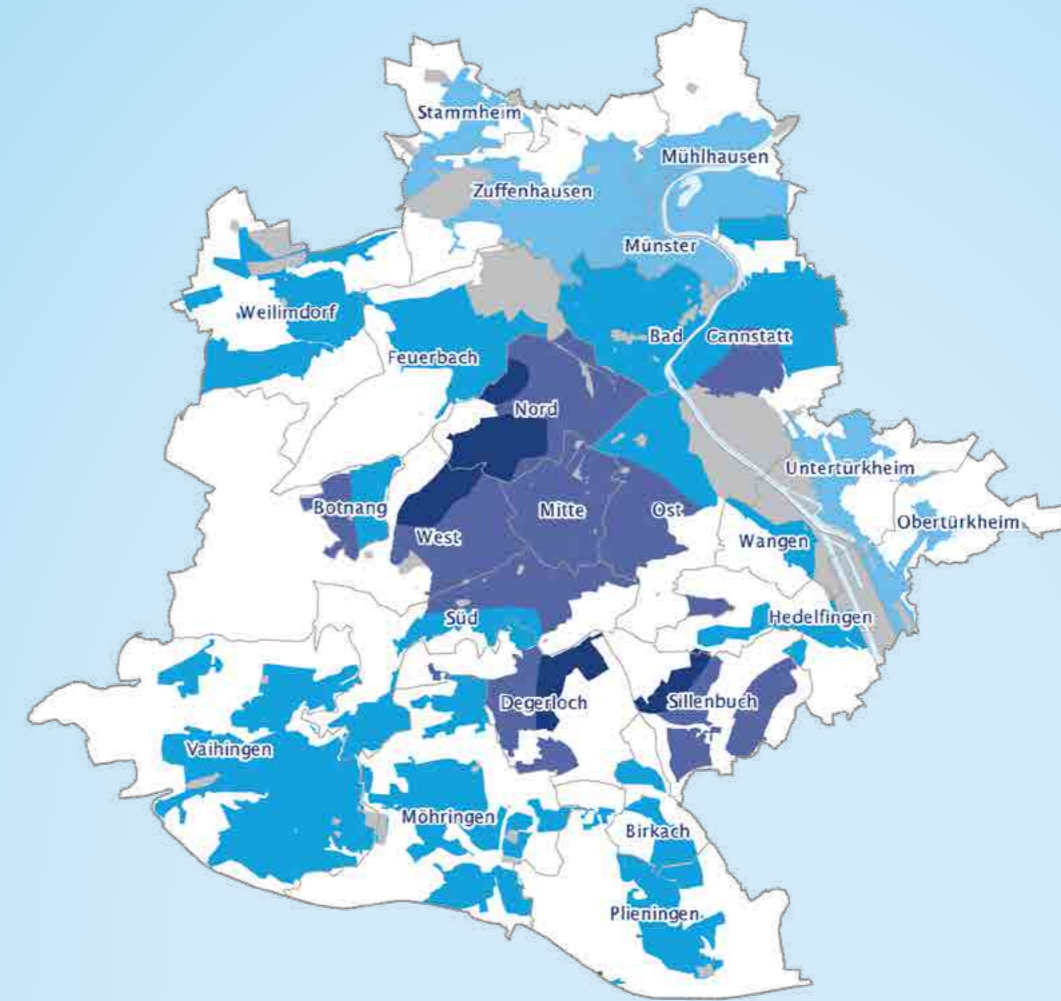 Stammheim
Mühlhausen
Zuffenhausen
Münster
Weilimdorf
Bad Cannstatt
Feuerbach
Nord
Untertürkheim
Botnang
Mitte
Ost
Obertürkheim
West
Wangen
Süd
Hedelfingen
Degerloch
Sillenbuch
Vaihingen
Möhringen
Birkach
Plieningen